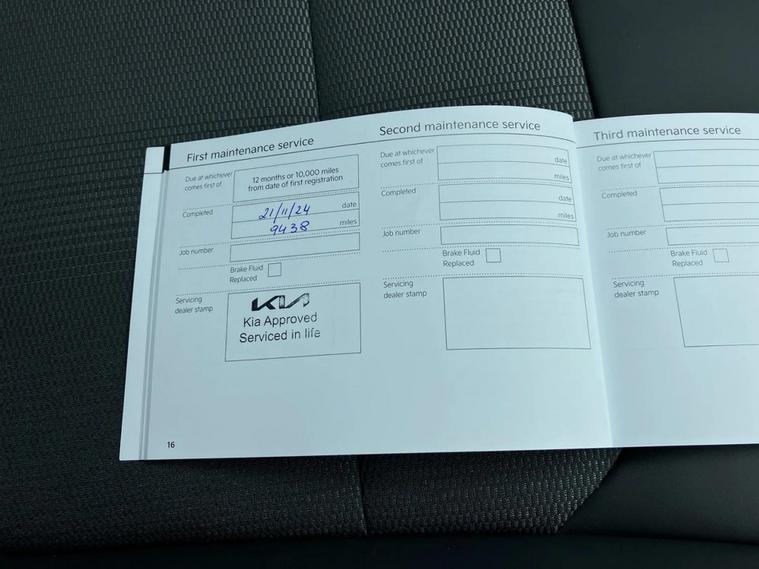 First maintenance service
Due at whichever
comes first of
12 months or 10,000 miles
from date of first registration
Completed
21/11/24 date
9438 miles
Job number
Brake Fluid
Replaced
Servicing
dealer stamp
KIA
Kia Approved
Serviced in life
16
Second maintenance service
Due at whichever
comes first of
date
miles
Completed
date
miles
Job number
Brake Fluid
Replaced
Servicing
dealer stamp
Third maintenance service
Due at whichever
comes first of
Completed
Job number
Brake Fluid
Replaced
Servicing
dealer stamp